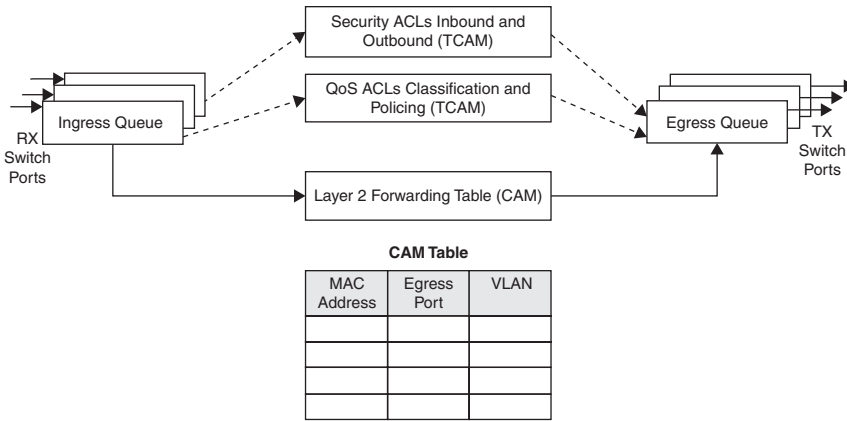 Security ACLs Inbound and
Outbound (TCAM)
QoS ACLs Classification and
Policing (TCAM)
Ingress Queue
Egress Queue
RX
Switch
Ports
TX
Switch
Ports
Layer 2 Forwarding Table (CAM)
CAM Table
MAC
Address
Egress
Port
VLAN